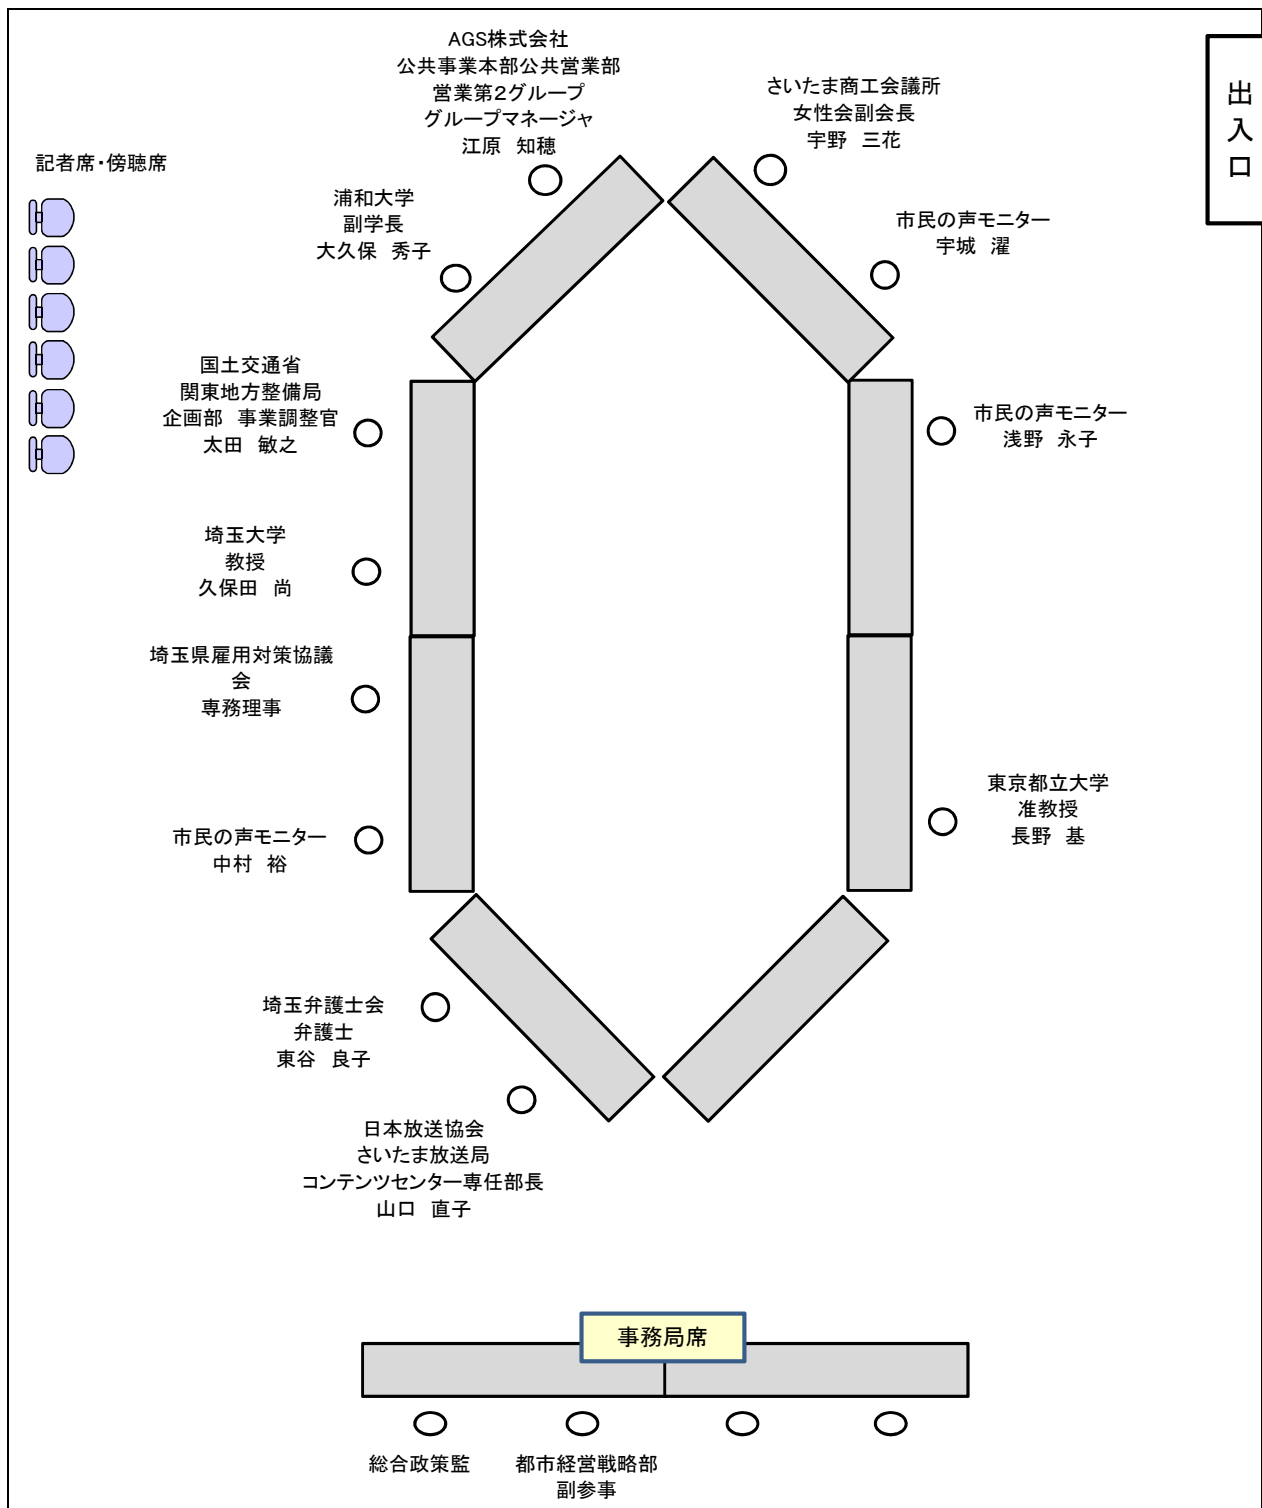 AGS株式会社
公共事業本部公共営業部
営業第2グループ
グループマネージャ
江原　知穂
さいたま商工会議所
女性会副会長
宇野　三花
出入口
記者席・傍聴席
浦和大学
副学長
大久保　秀子
市民の声モニター
宇城　濯
国土交通省
関東地方整備局
企画部　事業調整官
太田　敏之
市民の声モニター
浅野　永子
埼玉大学
教授
久保田　尚
埼玉県雇用対策協議
会
専務理事
東京都立大学
准教授
長野　基
市民の声モニター
中村　裕
埼玉弁護士会
弁護士
東谷　良子
日本放送協会
さいたま放送局
コンテンツセンター専任部長
山口　直子
事務局席
総合政策監
都市経営戦略部
副参事